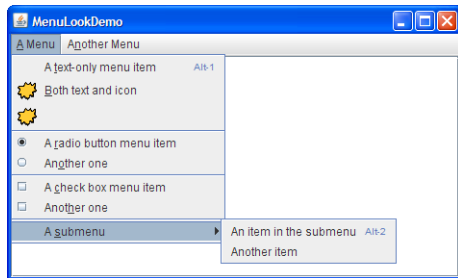 MenuLookDemo
A Menu Another Menu
A text-only menu item Alt-1
Both text and icon
A radio button menu item
Another one
A check box menu item
Another one
A submenu
An item in the submenu Alt-2
Another item